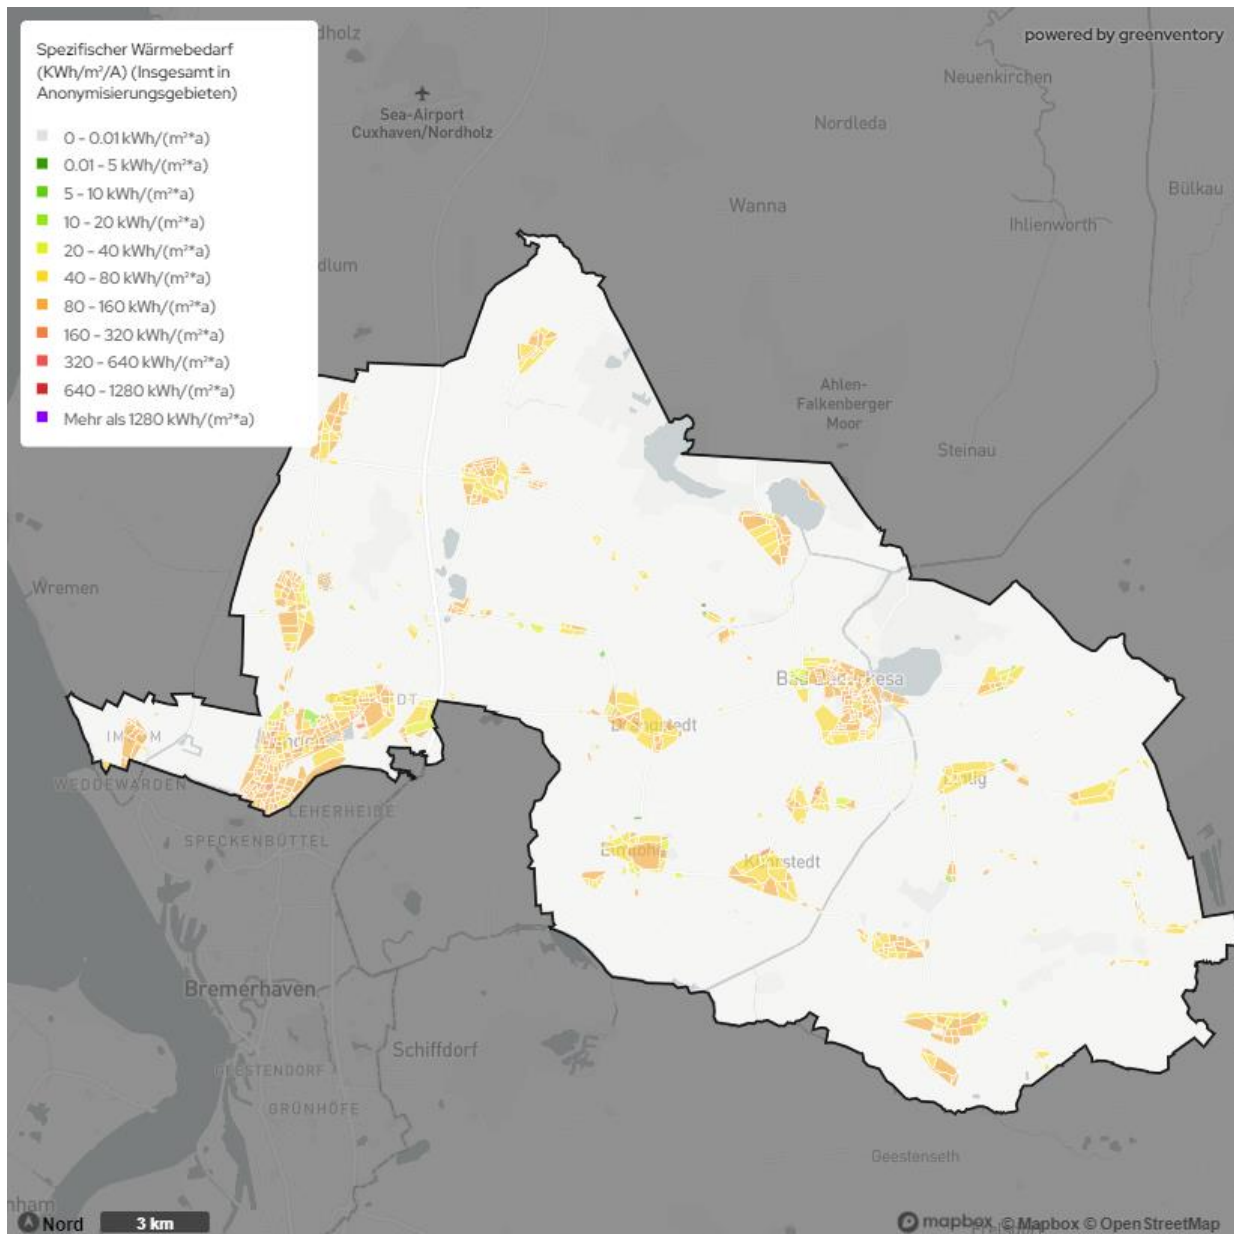 Spezifischer Wärmebedarf
(KWh/m²/A) (Insgesamt in
Anonymisierungsgebieten)
0 - 0.01 kWh/(m²*a)
0.01 - 5 kWh/(m²*a)
5 - 10 kWh/(m²*a)
10 - 20 kWh/(m²*a)
20 - 40 kWh/(m²*a)
40 - 80 kWh/(m²*a)
80 - 160 kWh/(m²*a)
160 - 320 kWh/(m²*a)
320 - 640 kWh/(m²*a)
640 - 1280 kWh/(m²*a)
Mehr als 1280 kWh/(m²*a)
powered by greenventory
Neuenkirchen
Sea-Airport
Cuxhaven/Nordholz
Nordleda
Bülkau
Wanna
Ihlienworth
Ahlen-
Falkenberger
Moor
Steinau
Wremen
WEDDEWARDEN
LEHERHEIDE
SPECKENBÜTTEL
Kührstedt
Bremerhaven
Schiffdorf
GEESTENDORF
GRÜNHÖFE
Geestenseth
Nord
3 km
mapbox
© Mapbox © OpenStreetMap